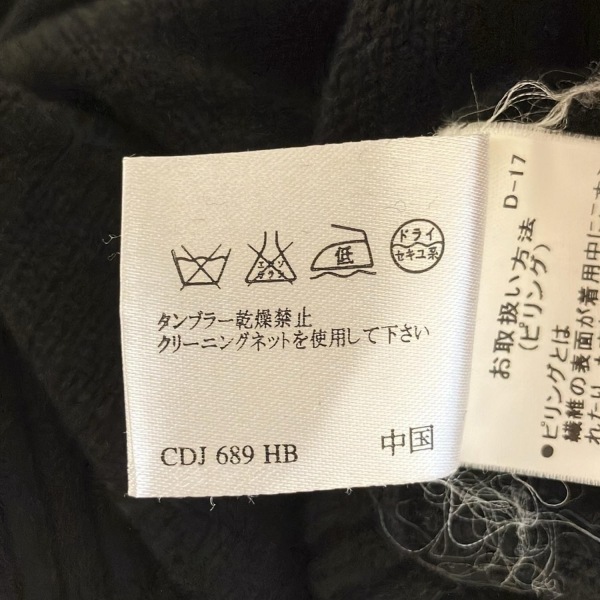 エンソ
サラシ
低
ドライ
セキユ系
タンブラー乾燥禁止
クリーニングネットを使用して下さい
CDJ 689 HB
中国
D-17
お取扱い方法
(ピリング)
●ピリングとは
繊維の表面が着用中にこす